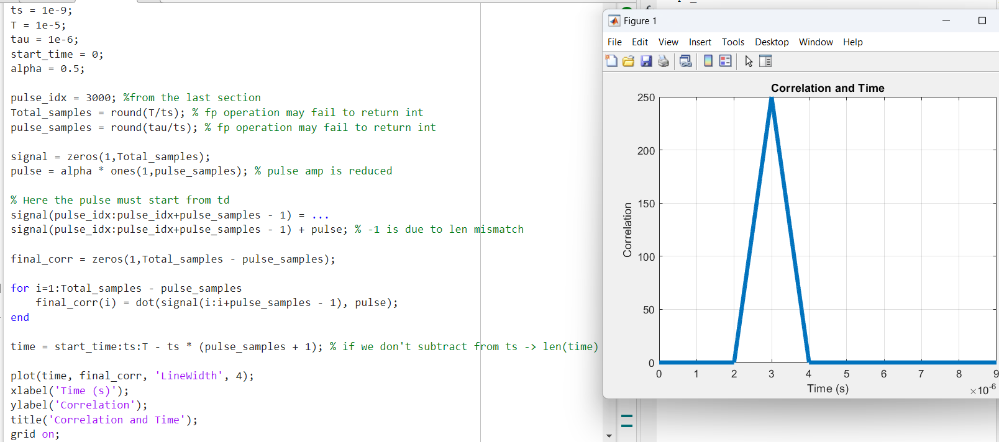 ts = 1e-9;
T = 1e-5;
tau = 1e-6;
start_time = 0;
alpha = 0.5;
pulse_idx = 3000; %from the last section
Total_samples = round(T/ts); % fp operation may fail to return int
pulse_samples = round(tau/ts); % fp operation may fail to return int
signal = zeros(1,Total_samples);
pulse = alpha * ones(1,pulse_samples); % pulse amp is reduced
% Here the pulse must start from td
signal(pulse_idx:pulse_idx+pulse_samples - 1) = ...
signal(pulse_idx:pulse_idx+pulse_samples - 1) + pulse; % -1 is due to len mismatch
final_corr = zeros(1,Total_samples - pulse_samples);
for i=1:Total_samples - pulse_samples
final_corr(i) = dot(signal(i:i+pulse_samples - 1), pulse);
end
time = start_time:ts:T - ts * (pulse_samples + 1); % if we don't subtract from ts -> len(time)
plot(time, final_corr, 'LineWidth', 4);
xlabel('Time (s)');
ylabel('Correlation');
title('Correlation and Time');
grid on;
Figure 1
File Edit View Insert Tools Desktop Window Help
Correlation and Time
250
200
150
100
50
0
Correlation
0 1 2 3 4 5 6 7 8 9
Time (s)
×10-6